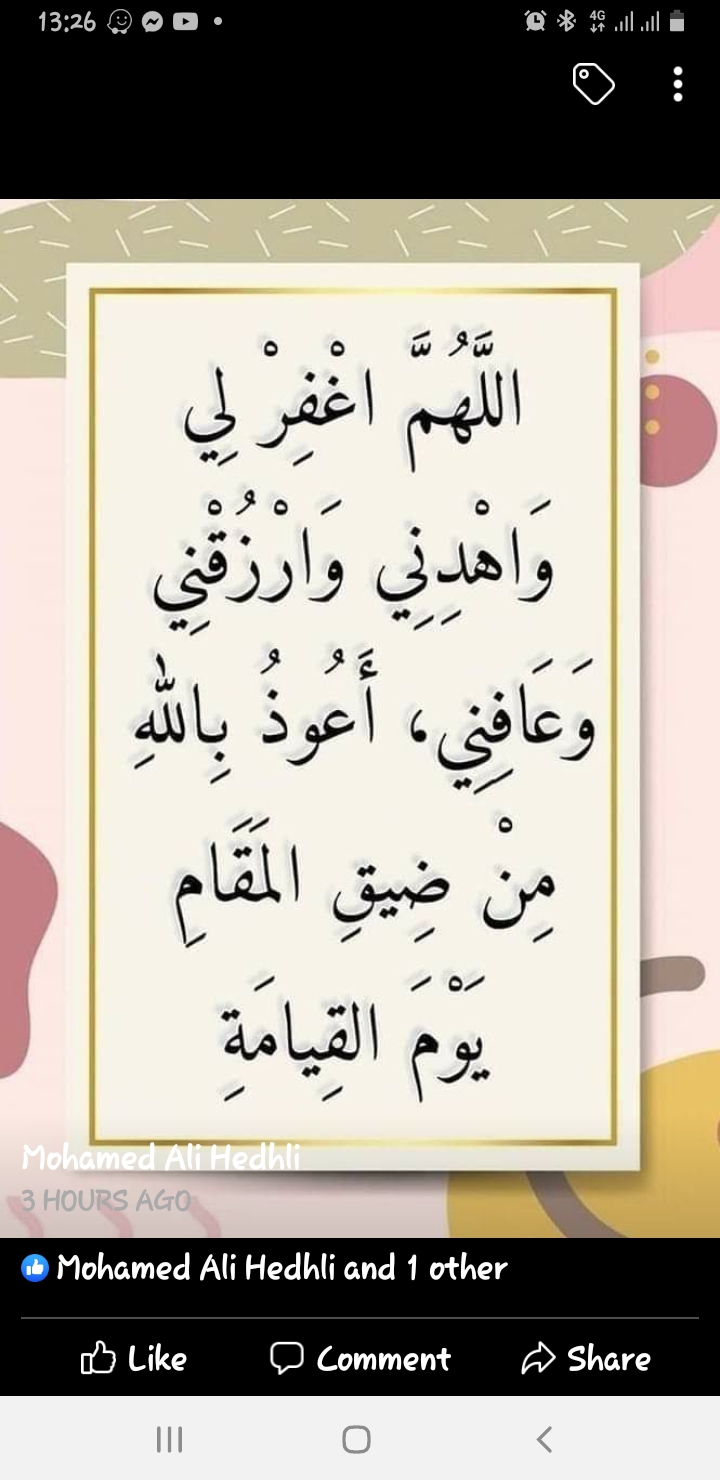 13:26
4G
اللَّهُمَّ اغْفِرْ لِي
وَاهْدِنِي وَارْزُقْنِي
وَعَافِنِي، أَعُوذُ بِاللهِ
مِنْ ضِيقِ المَقَامِ
يَوْمَ القِيامَةِ
Mohamed Ali Hedhli
3 HOURS AGO
Mohamed Ali Hedhli and 1 other
Like Comment Share